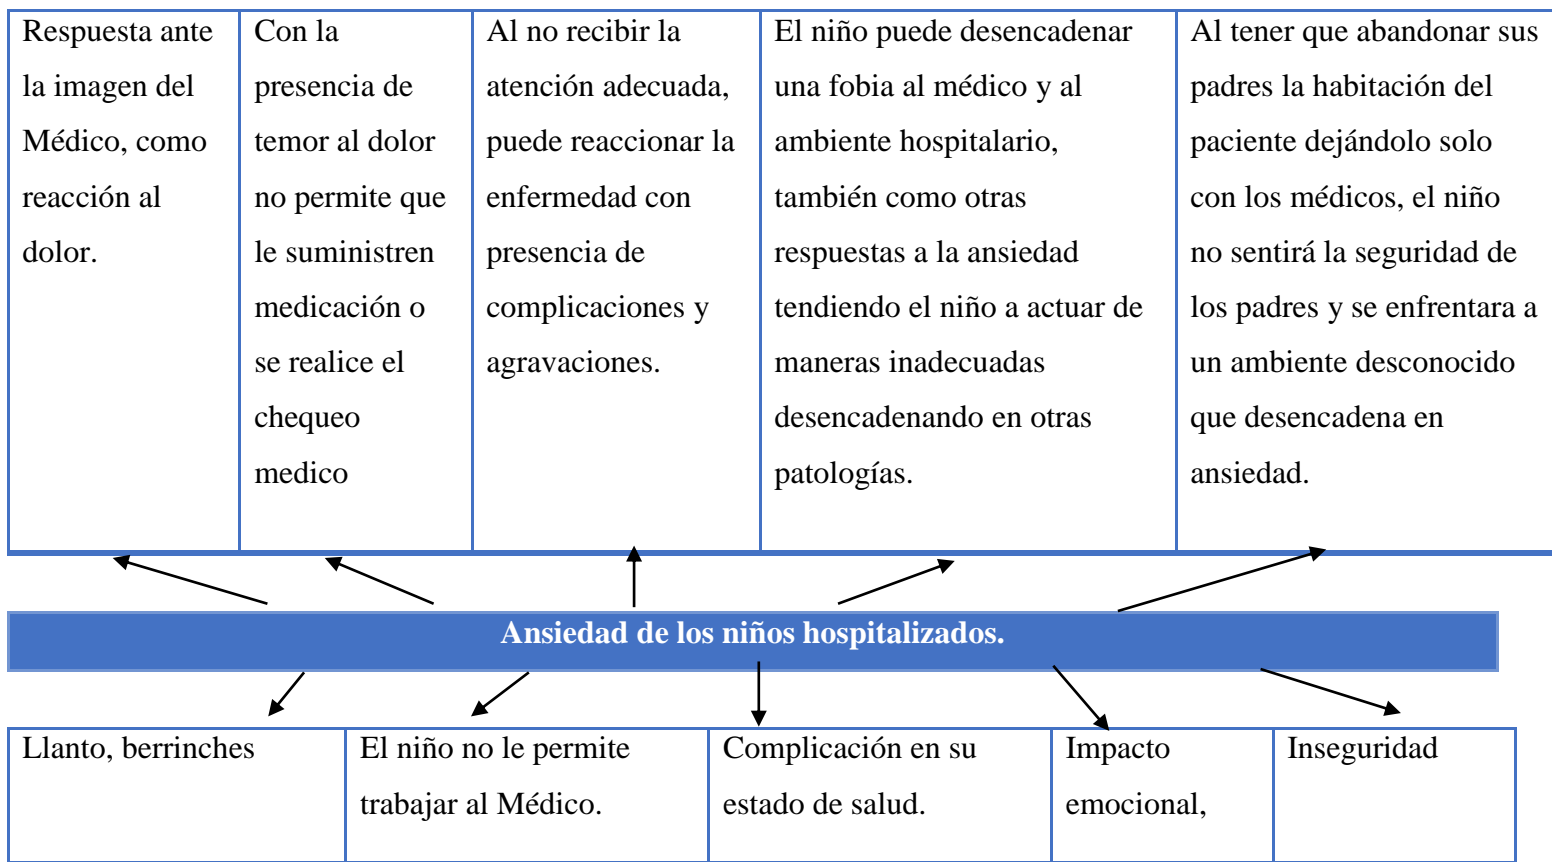 Respuesta ante
la imagen del
Médico, como
reacción al
dolor.
Con la
presencia de
temor al dolor
no permite que
le suministren
medicación o
se realice el
chequeo
medico
Al no recibir la
atención adecuada,
puede reaccionar la
enfermedad con
presencia de
complicaciones y
agravaciones.
El niño puede desencadenar
una fobia al médico y al
ambiente hospitalario,
también como otras
respuestas a la ansiedad
tendiendo el niño a actuar de
maneras inadecuadas
desencadenando en otras
patologías.
Al tener que abandonar sus
padres la habitación del
paciente dejándolo solo
con los médicos, el niño
no sentirá la seguridad de
los padres y se enfrentara a
un ambiente desconocido
que desencadena en
ansiedad.
Ansiedad de los niños hospitalizados.
Llanto, berrinches
El niño no le permite
trabajar al Médico.
Complicación en su
estado de salud.
Impacto
emocional,
Inseguridad